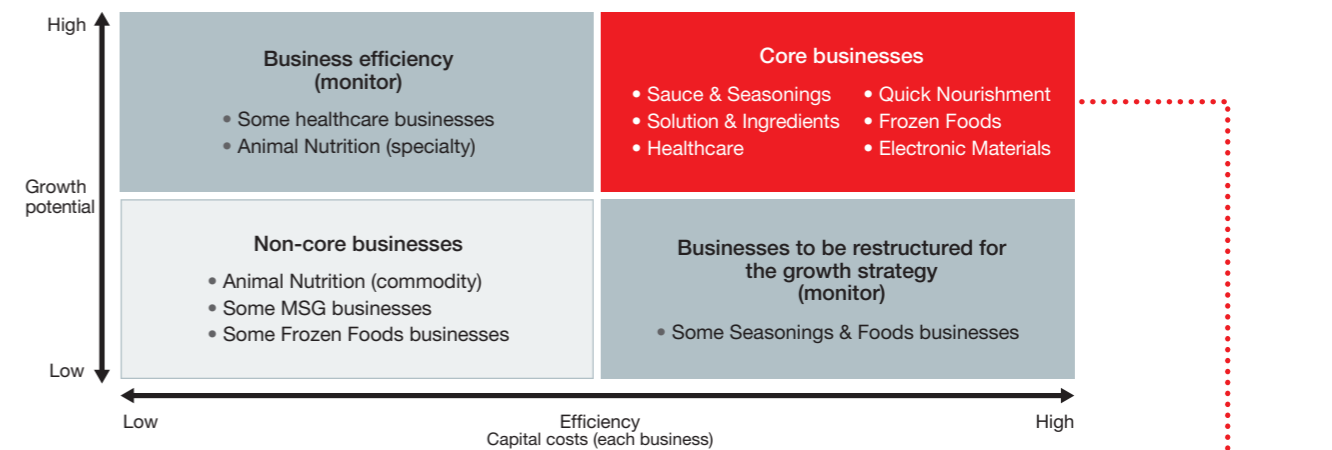 High
Business efficiency
(monitor)
• Some healthcare businesses
• Animal Nutrition (specialty)
Core businesses
• Sauce & Seasonings
• Solution & Ingredients
• Healthcare
• Quick Nourishment
• Frozen Foods
• Electronic Materials
Growth
potential
Non-core businesses
• Animal Nutrition (commodity)
• Some MSG businesses
• Some Frozen Foods businesses
Businesses to be restructured for
the growth strategy
(monitor)
• Some Seasonings & Foods businesses
Low
Low
Efficiency
High
Capital costs (each business)